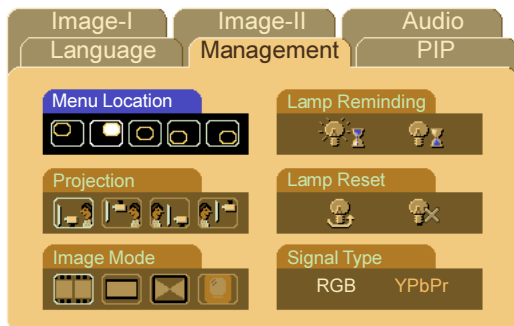 Image-I Image-II Audio
Language Management PIP
Menu Location Lamp Reminding
Projection Lamp Reset
Image Mode Signal Type
RGB YPbPr